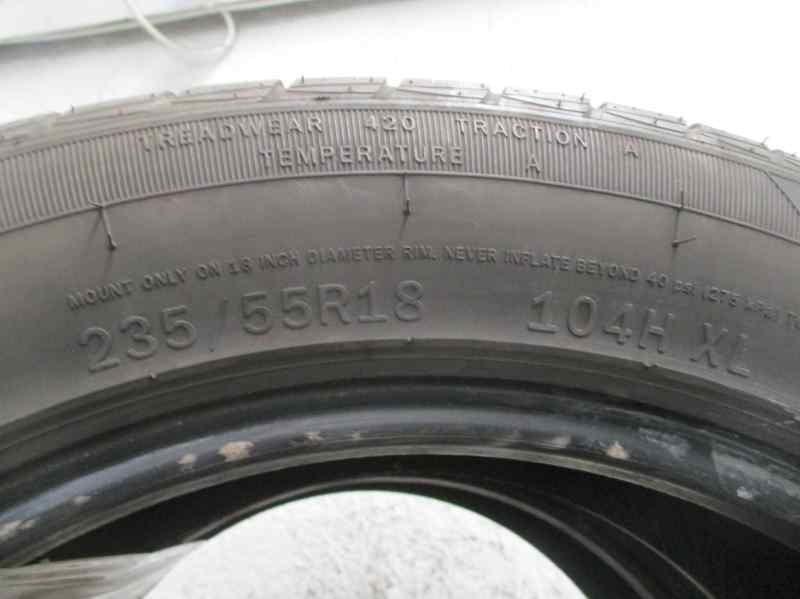 TREADWEAR 420 TRACTION A
TEMPERATURE A
MOUNT ONLY ON 18 INCH DIAMETER RIM. NEVER INFLATE BEYOND 40 psi (275 kPa) TO
235/55R18 104H XL